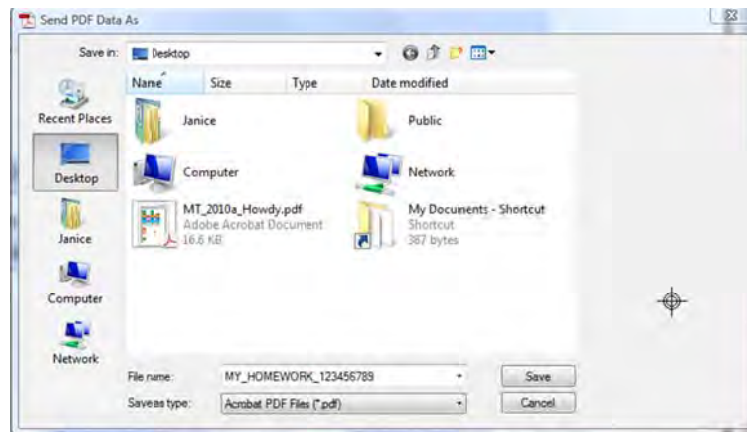 Send PDF Data As
Save in:
Desktop
Name Size Type Date modified
Recent Places
Desktop
Janice
Computer
Network
Janice
Public
Computer
Network
MT_2010a_Howdy.pdf
Adobe Acrobat Document
16.6 KB
My Documents - Shortcut
Shortcut
367 bytes
File name:
MY_HOMEWORK_123456789
Save
Save as type:
Acrobat PDF Files (*.pdf)
Cancel